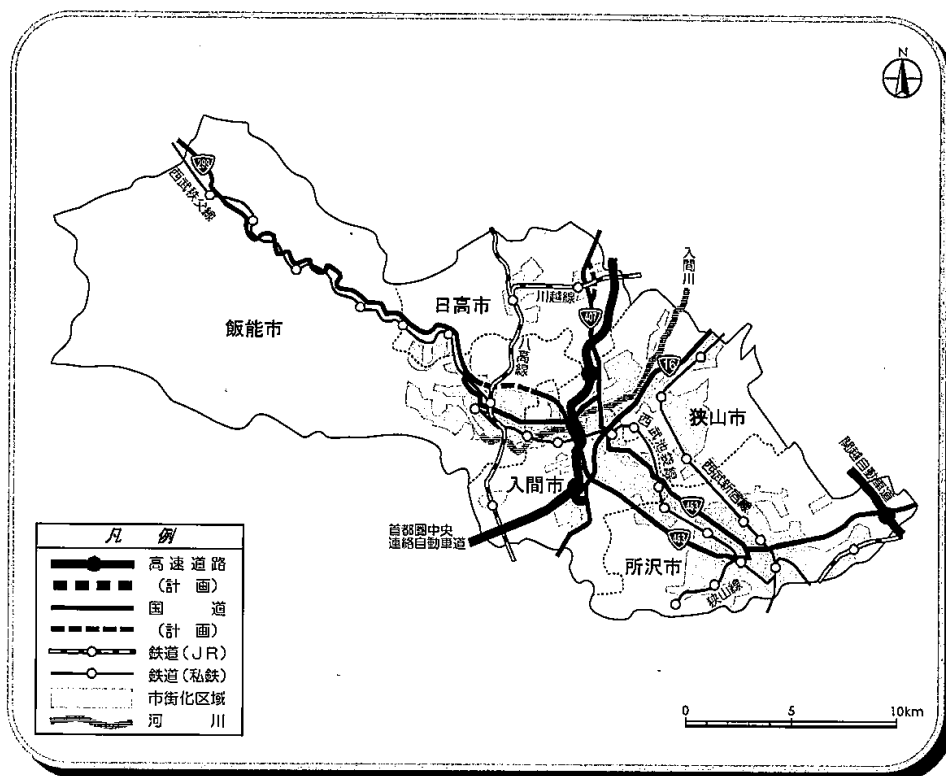 N
299
西武秩父線
入間川
日高市
川越線
飯能市
407
八高線
16
狭山市
西武池袋線
関越自動車道
西武新宿線
入間市
463
首都圏中央
連絡自動車道
463
所沢市
狭山線
凡 例
高速道路
(計 画)
国 道
(計 画)
鉄道(JR)
鉄道(私鉄)
市街化区域
河 川
0 5 10km